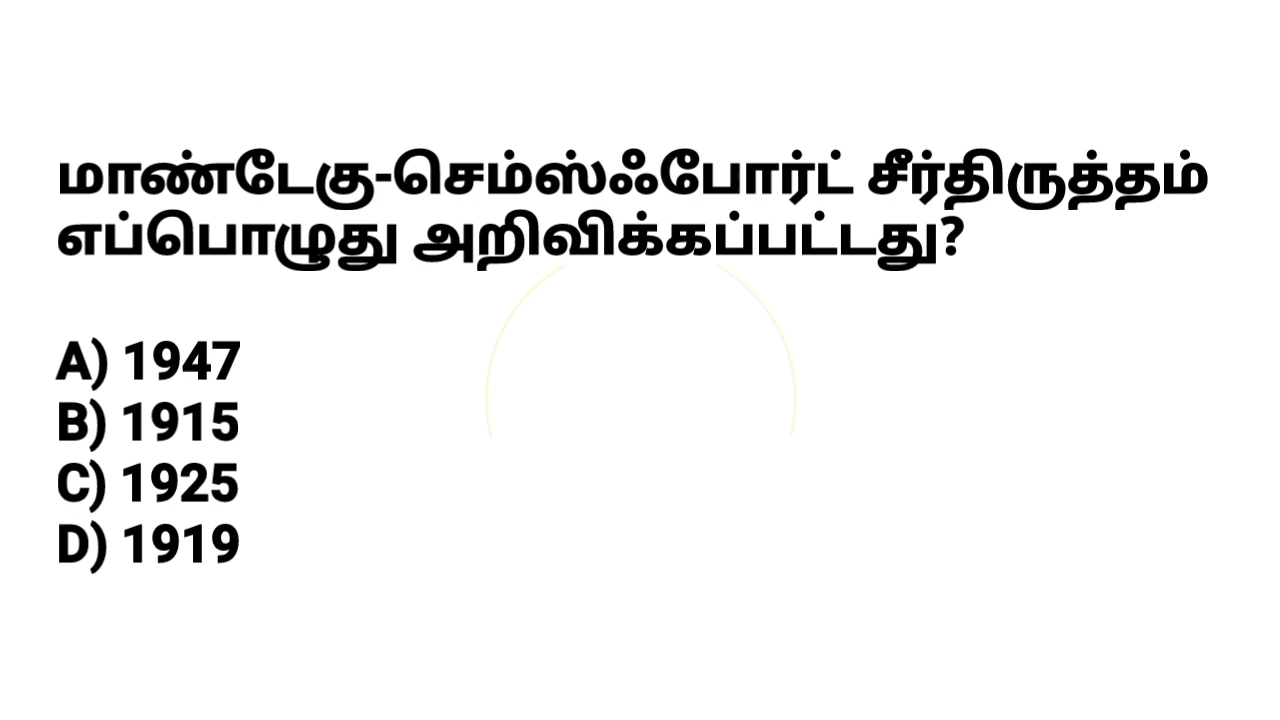 மாண்டேகு-செம்ஸ்ஃபோர்ட் சீர்திருத்தம்
எப்பொழுது அறிவிக்கப்பட்டது?
A) 1947
B) 1915
C) 1925
D) 1919